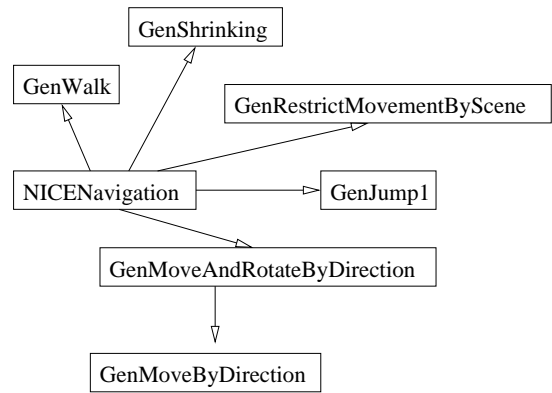 GenShrinking
GenWalk
GenRestrictMovementByScene
NICENavigation
GenJump1
GenMoveAndRotateByDirection
GenMoveByDirection